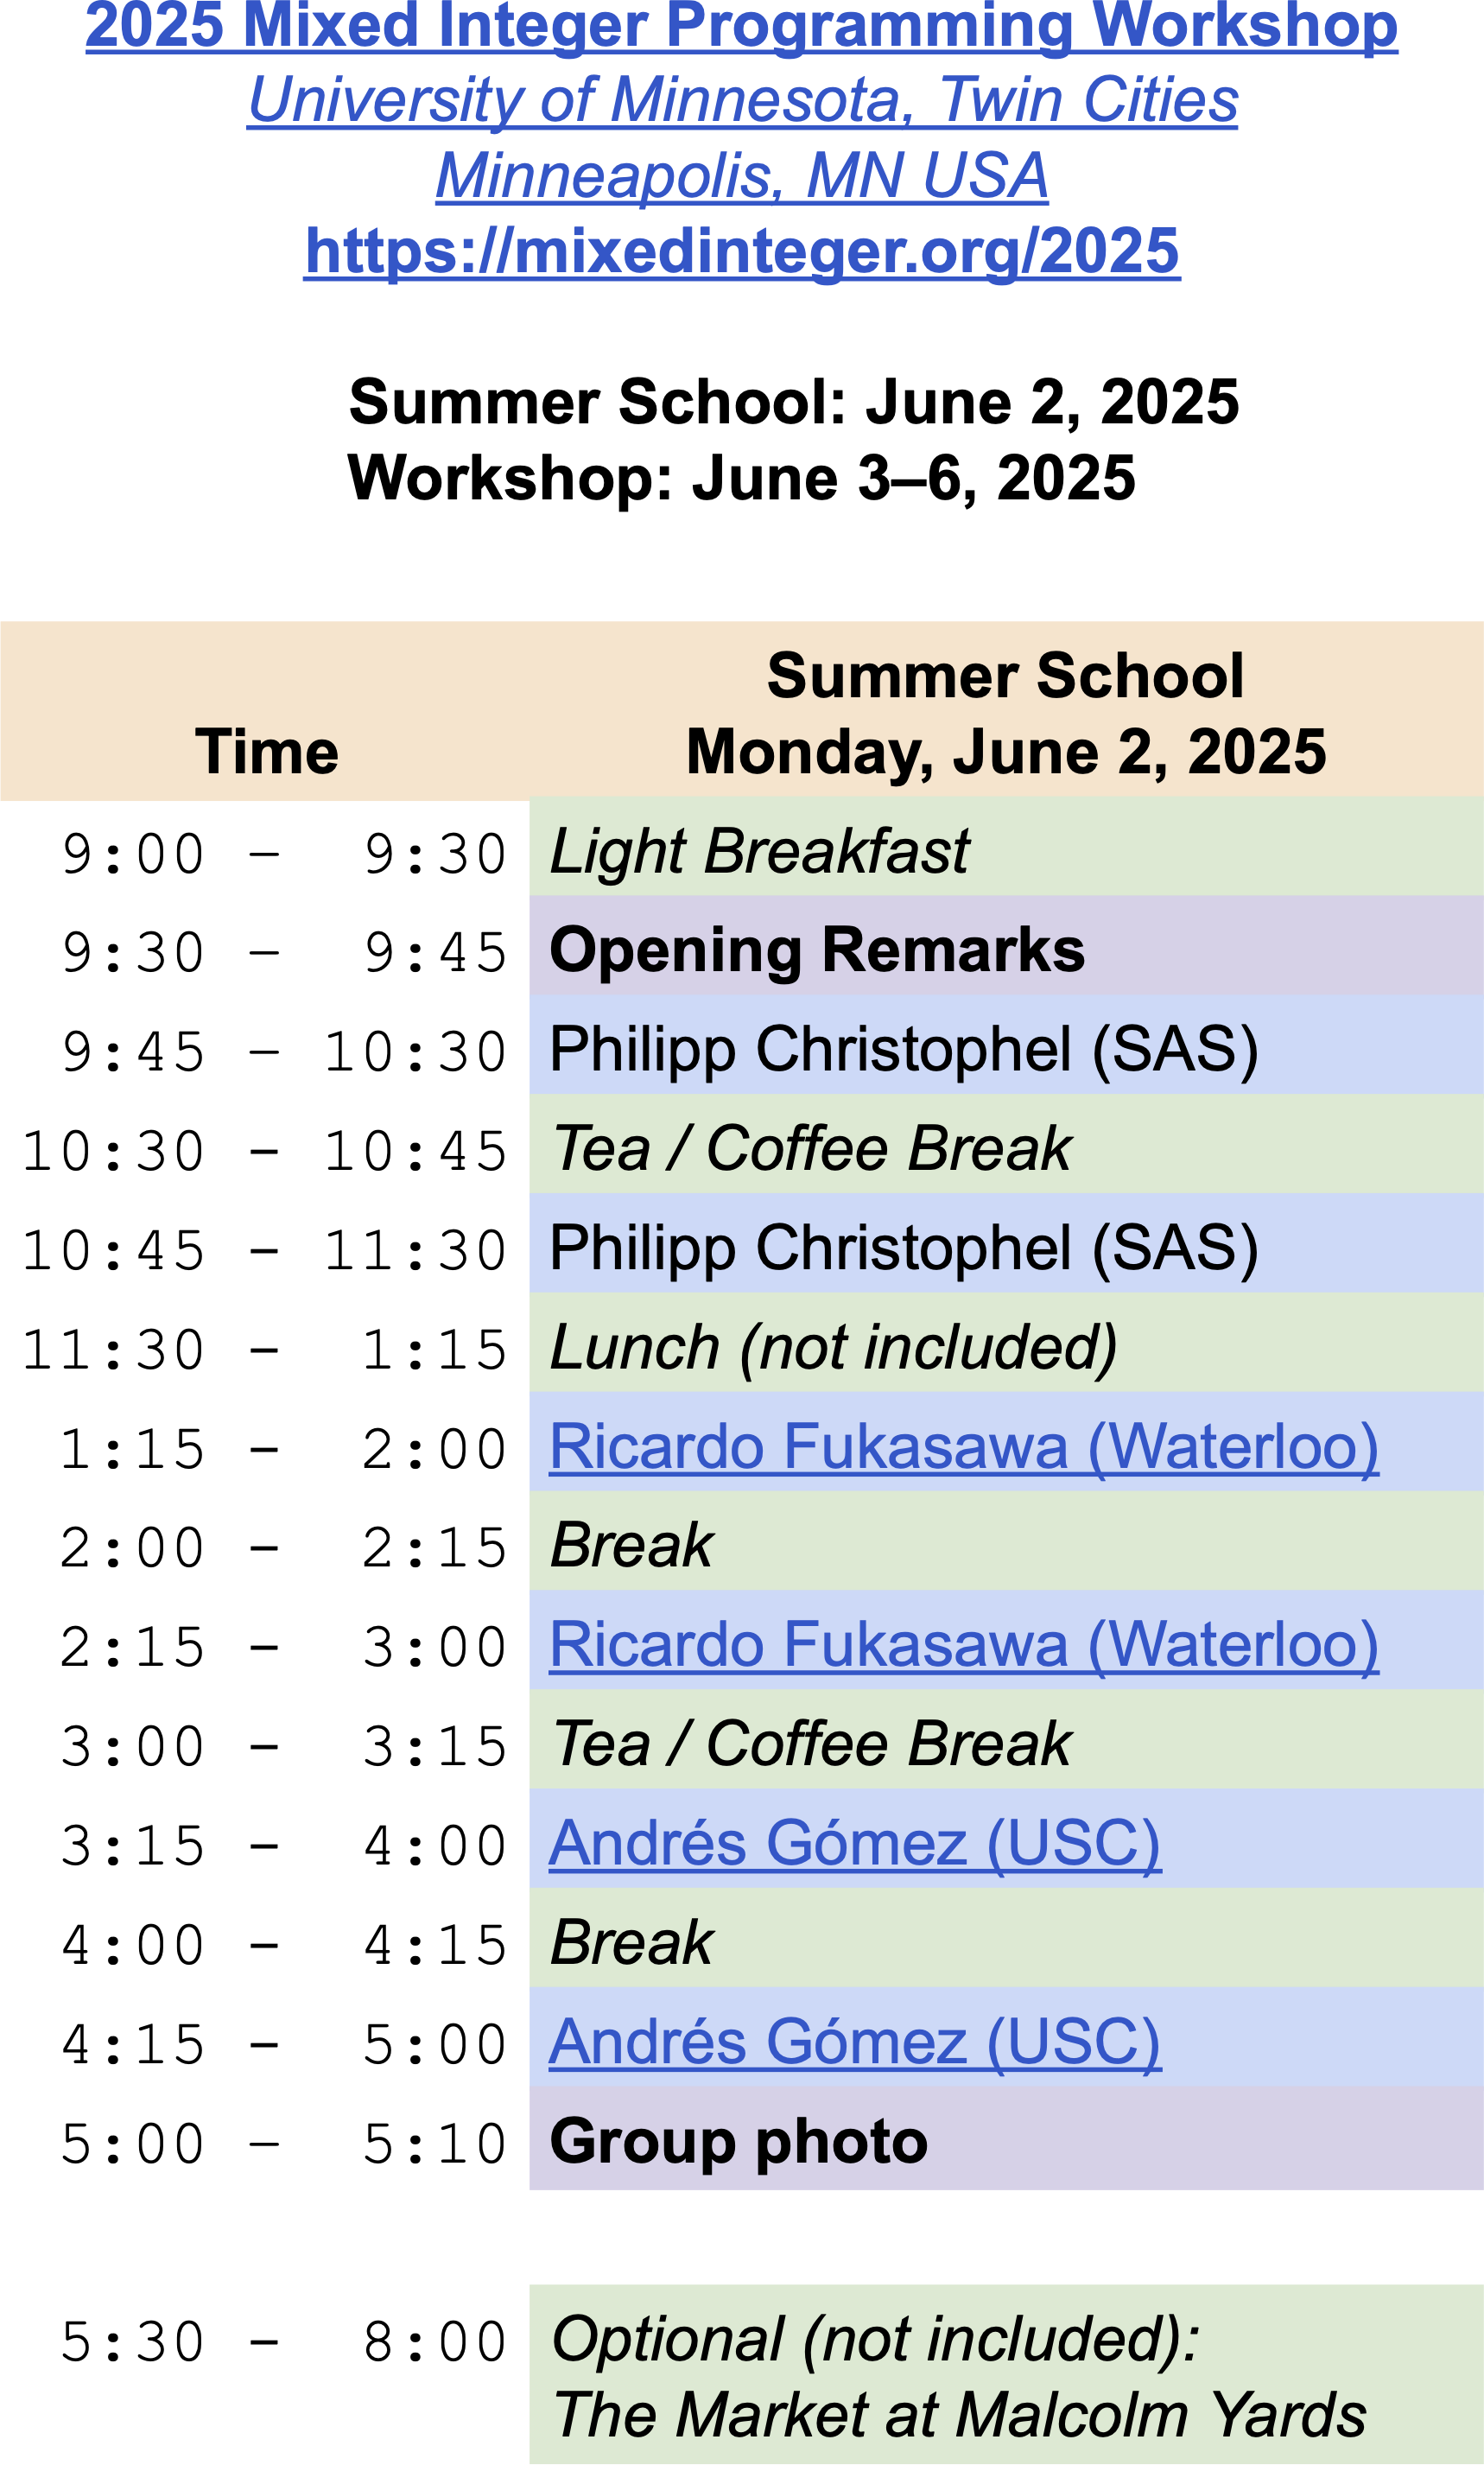 2025 Mixed Integer Programming Workshop
University of Minnesota, Twin Cities
Minneapolis, MN USA
https://mixedinteger.org/2025
Summer School: June 2, 2025
Workshop: June 3–6, 2025
Summer School
Time Monday, June 2, 2025
9:00 – 9:30 Light Breakfast
9:30 – 9:45 Opening Remarks
9:45 – 10:30 Philipp Christophel (SAS)
10:30 – 10:45 Tea / Coffee Break
10:45 – 11:30 Philipp Christophel (SAS)
11:30 – 1:15 Lunch (not included)
1:15 – 2:00 Ricardo Fukasawa (Waterloo)
2:00 – 2:15 Break
2:15 – 3:00 Ricardo Fukasawa (Waterloo)
3:00 – 3:15 Tea / Coffee Break
3:15 – 4:00 Andrés Gómez (USC)
4:00 – 4:15 Break
4:15 – 5:00 Andrés Gómez (USC)
5:00 – 5:10 Group photo
5:30 – 8:00 Optional (not included):
The Market at Malcolm Yards